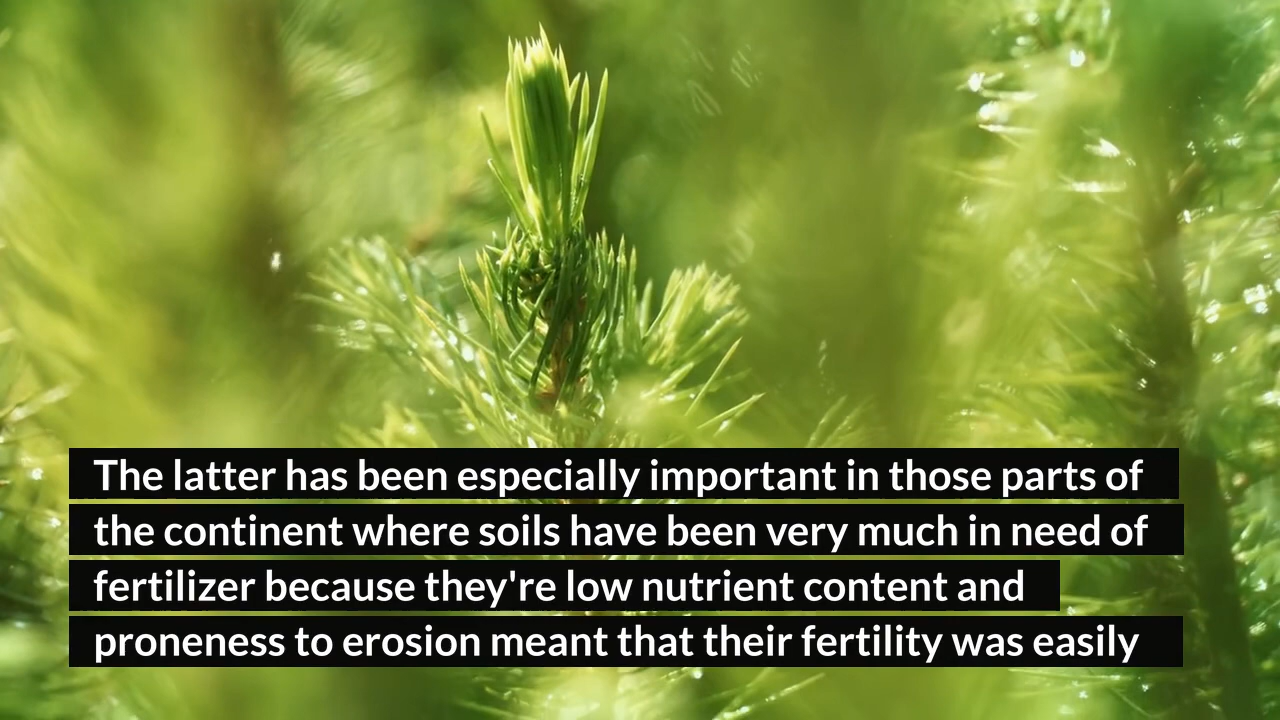 The latter has been especially important in those parts of
the continent where soils have been very much in need of
fertilizer because they're low nutrient content and
proneness to erosion meant that their fertility was easily